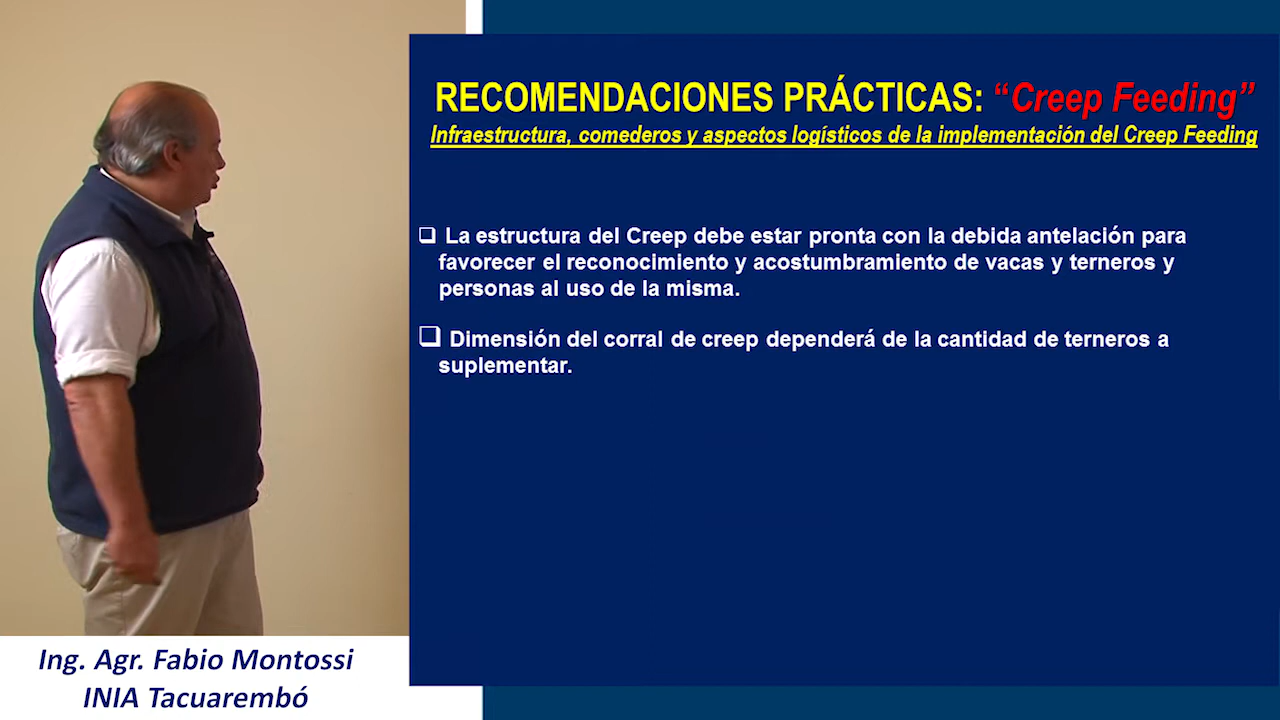 RECOMENDACIONES PRÁCTICAS: “Creep Feeding”
Infraestructura, comederos y aspectos logísticos de la implementación del Creep Feeding
❑ La estructura del Creep debe estar pronta con la debida antelación para
favorecer el reconocimiento y acostumbramiento de vacas y terneros y
personas al uso de la misma.
❑ Dimensión del corral de creep dependerá de la cantidad de terneros a
suplementar.
Ing. Agr. Fabio Montossi
INIA Tacuarembó